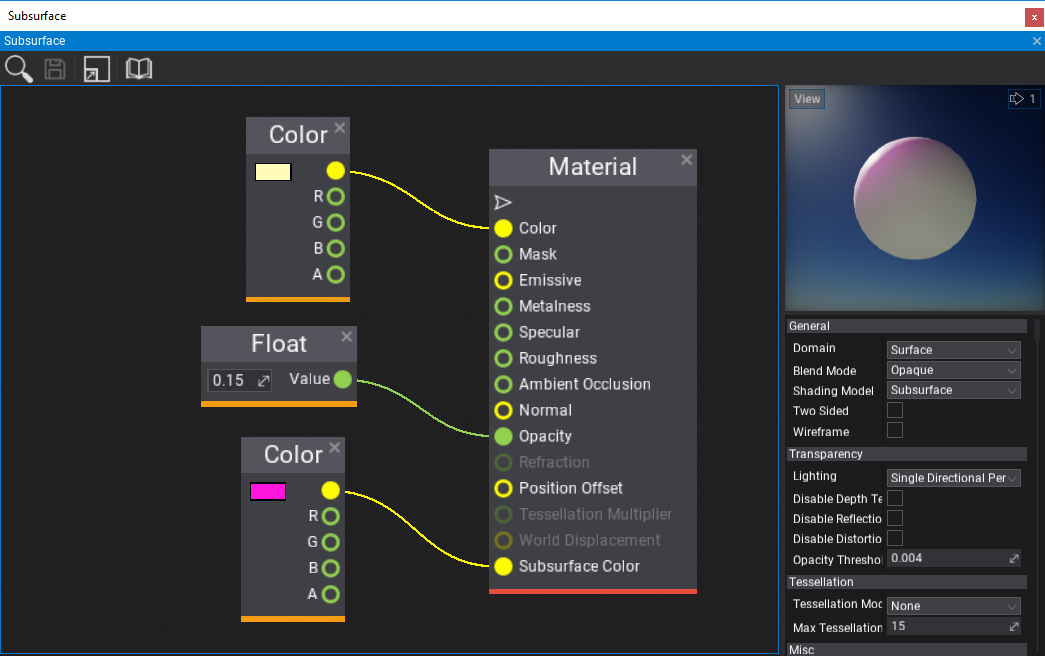 Subsurface
Subsurface
Color
R
G
B
A
Float
0.15 Value
Color
R
G
B
A
Material
Color
Mask
Emissive
Metalness
Specular
Roughness
Ambient Occlusion
Normal
Opacity
Refraction
Position Offset
Tessellation Multiplier
World Displacement
Subsurface Color
View
1
General
Domain Surface
Blend Mode Opaque
Shading Model Subsurface
Two Sided
Wireframe
Transparency
Lighting Single Directional Per
Disable Depth Te
Disable Reflectio
Disable Distortio
Opacity Threshol 0.004
Tessellation
Tessellation Moc None
Max Tessellation 15
Misc